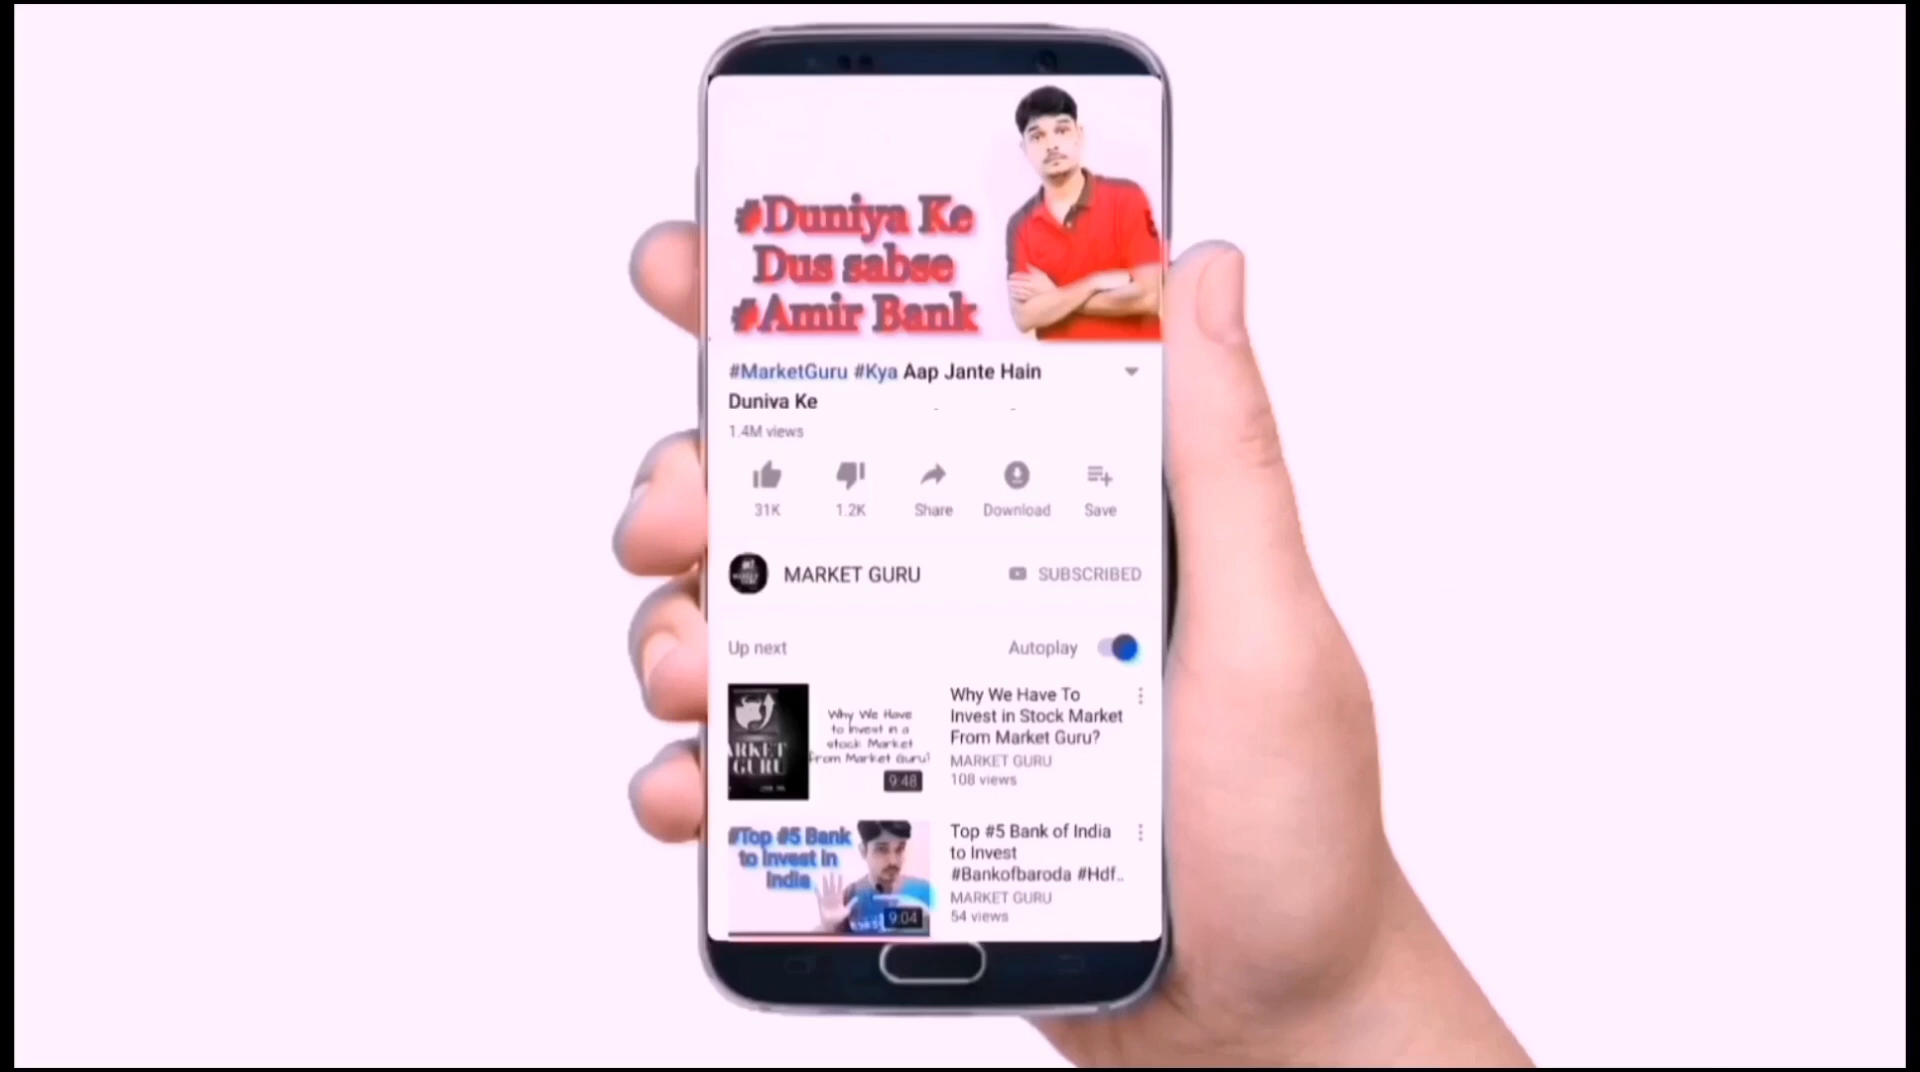 #Duniya Ke
Dus sabse
#Amir Bank
#MarketGuru #Kya Aap Jante Hain
Duniya Ke
1.4M views
31K
1.2K
Share
Download
Save
MARKET GURU
SUBSCRIBED
Up next
Autoplay
ARKET
GURU
Why We Have
to Invest in a
stock Market
From Market Guru?
9:48
Why We Have To
Invest in Stock Market
From Market Guru?
MARKET GURU
108 views
#Top #5 Bank
to Invest in
India
9:04
Top #5 Bank of India
to Invest
#Bankofbaroda #Hdf..
MARKET GURU
54 views